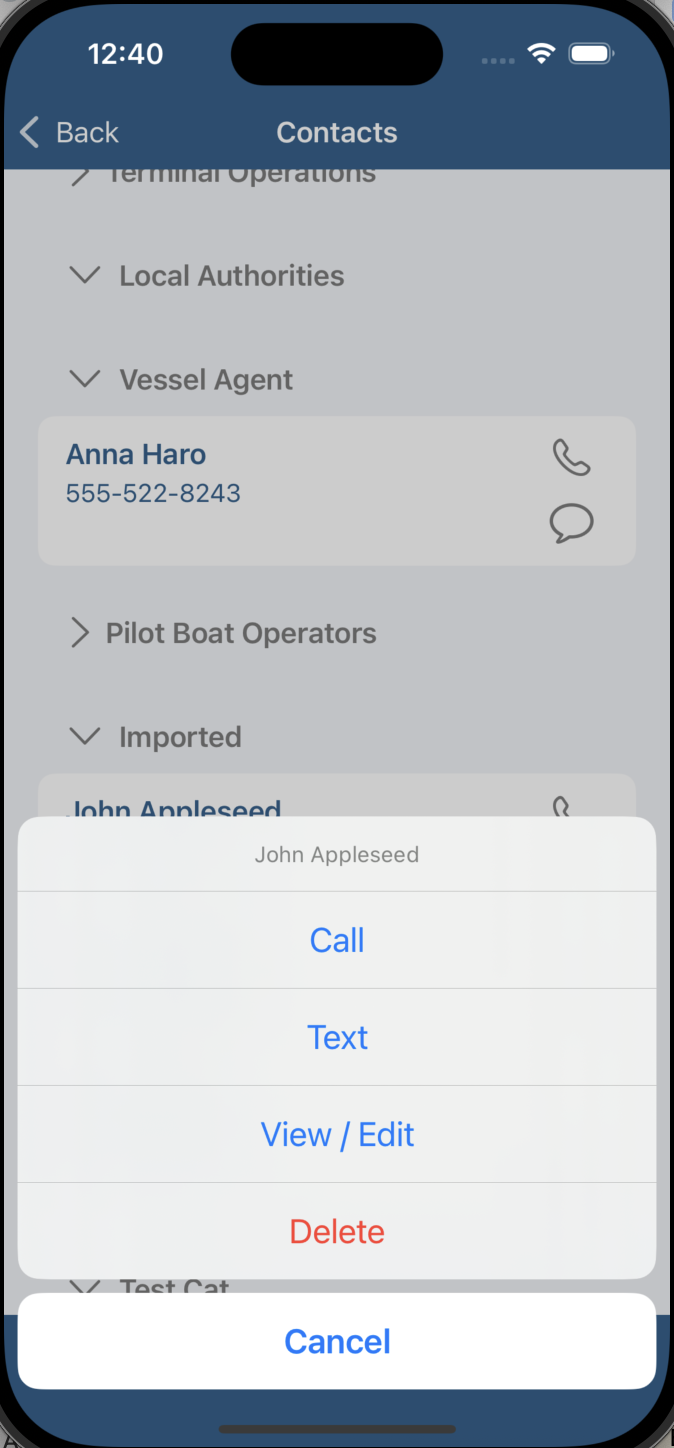 12:40
Back
Contacts
Terminal Operations
Local Authorities
Vessel Agent
Anna Haro
555-522-8243
Pilot Boat Operators
Imported
John Appleseed
John Appleseed
Call
Text
View / Edit
Delete
Test Cat
Cancel